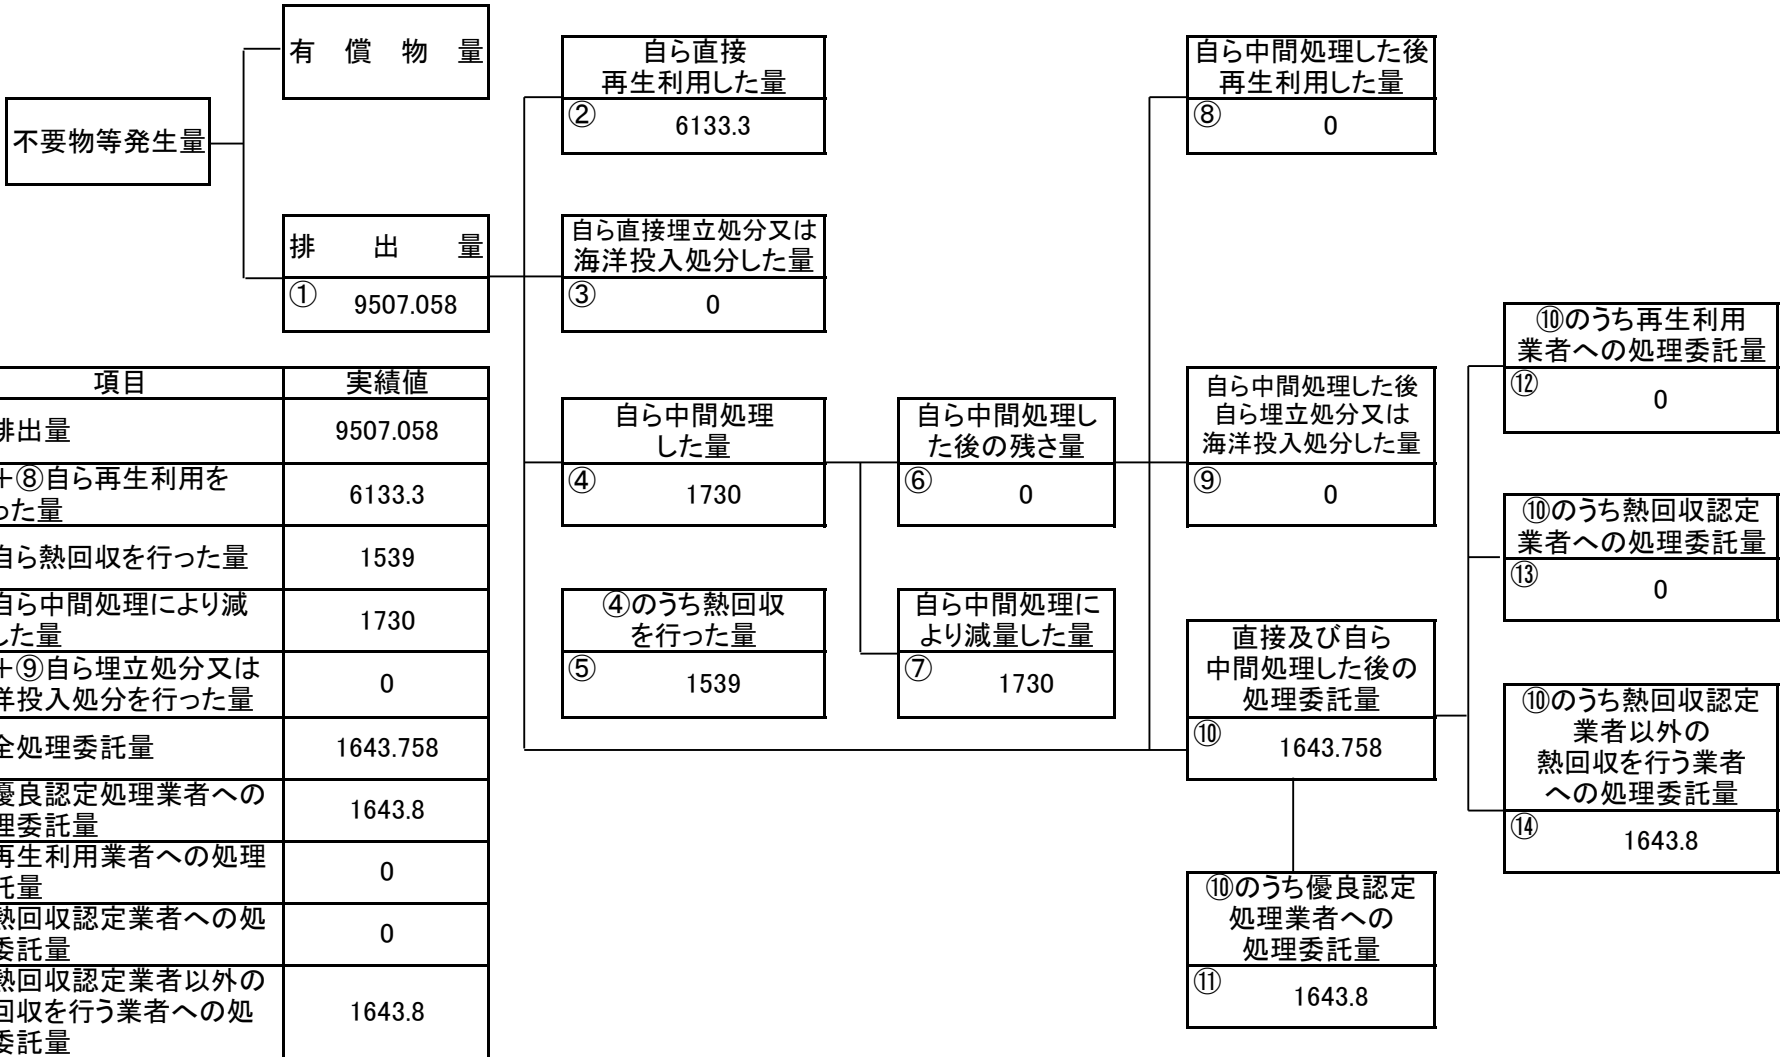 有償物量
不要物等発生量
排出量
①
9507.058
自ら直接
再生利用した量
②
6133.3
自ら直接埋立処分又は
海洋投入処分した量
③
0
自ら中間処理
した量
④
1730
④のうち熱回収
を行った量
⑤
1539
自ら中間処理し
た後の残さ量
⑥
0
自ら中間処理に
より減量した量
⑦
1730
自ら中間処理した後
再生利用した量
⑧
0
自ら中間処理した後
自ら埋立処分又は
海洋投入処分した量
⑨
0
直接及び自ら
中間処理した後の
処理委託量
⑩
1643.758
⑩のうち優良認定
処理業者への
処理委託量
⑪
1643.8
⑩のうち再生利用
業者への処理委託量
⑫
0
⑩のうち熱回収認定
業者への処理委託量
⑬
0
⑩のうち熱回収認定
業者以外の
熱回収を行う業者
への処理委託量
⑭
1643.8
項目 実績値
排出量
9507.058
+⑧自ら再生利用を
った量
6133.3
自ら熱回収を行った量
1539
自ら中間処理により減
した量
1730
+⑨自ら埋立処分又は
洋投入処分を行った量
0
全処理委託量
1643.758
優良認定処理業者への
理委託量
1643.8
再生利用業者への処理
託量
0
熱回収認定業者への処
委託量
0
熱回収認定業者以外の
回収を行う業者への処
委託量
1643.8